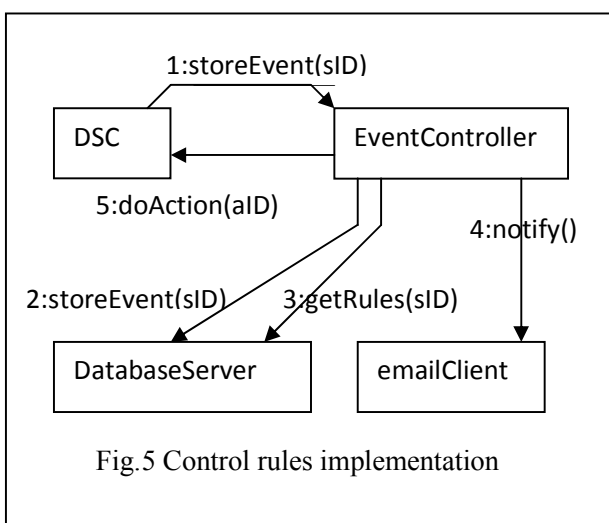 1:storeEvent(sID)
DSC
EventController
5:doAction(aID)
4:notify()
2:storeEvent(sID)
3:getRules(sID)
DatabaseServer
emailClient
Fig.5 Control rules implementation